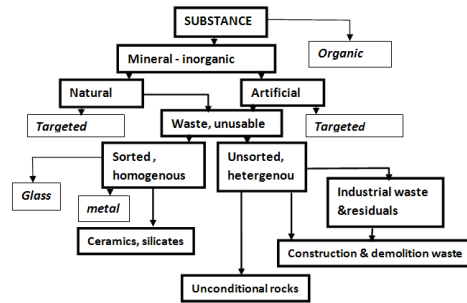 SUBSTANCE
Organic
Mineral - inorganic
Natural
Artificial
Targeted
Waste, unusable
Targeted
Sorted ,
homogenous
Unsorted,
hetergenou
Glass
metal
Industrial waste
&residuals
Ceramics, silicates
Construction & demolition waste
Unconditional rocks